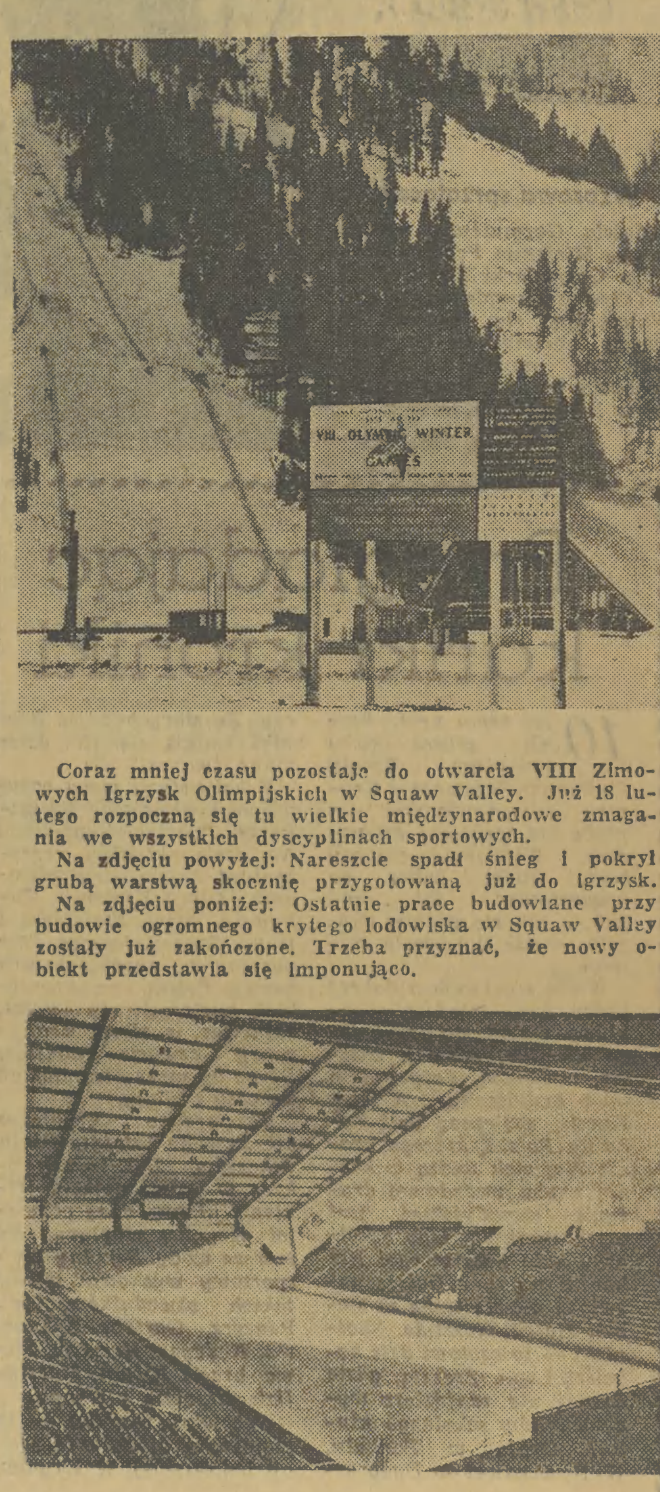 VIII. OLYMPIC WINTER
GAMES
Coraz mniej czasu pozostaje do otwarcia VIII Zimo-
wych Igrzysk Olimpijskich w Squaw Valley. Już 18 lu-
tego rozpoczną się tu wielkie międzynarodowe zmaga-
nia we wszystkich dyscyplinach sportowych.
Na zdjęciu powyżej: Nareszcie spadł śnieg i pokrył
grubą warstwą skocznię przygotowaną już do igrzysk.
Na zdjęciu poniżej: Ostatnie prace budowlane przy
budowie ogromnego krytego lodowiska w Squaw Valley
zostały już zakończone. Trzeba przyznać, że nowy o-
biekt przedstawia się imponująco.